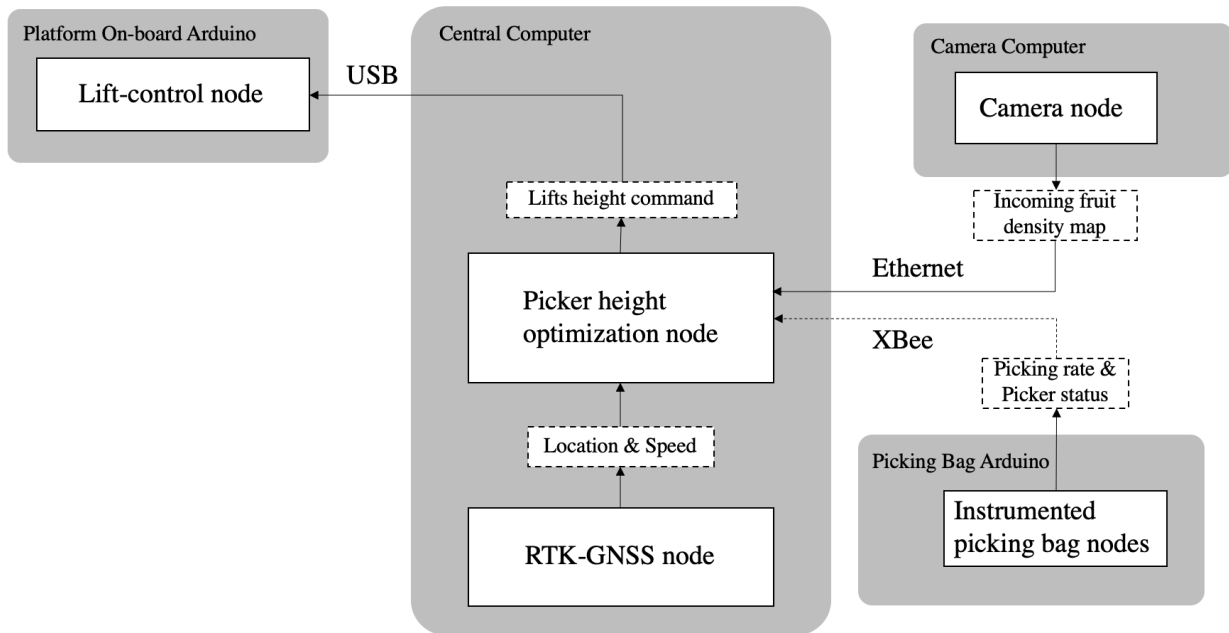 Platform On-board Arduino
Lift-control node
USB
Central Computer
Lifts height command
Picker height
optimization node
Location & Speed
RTK-GNSS node
Camera Computer
Camera node
Incoming fruit
density map
Ethernet
XBee
Picking rate &
Picker status
Picking Bag Arduino
Instrumented
picking bag nodes